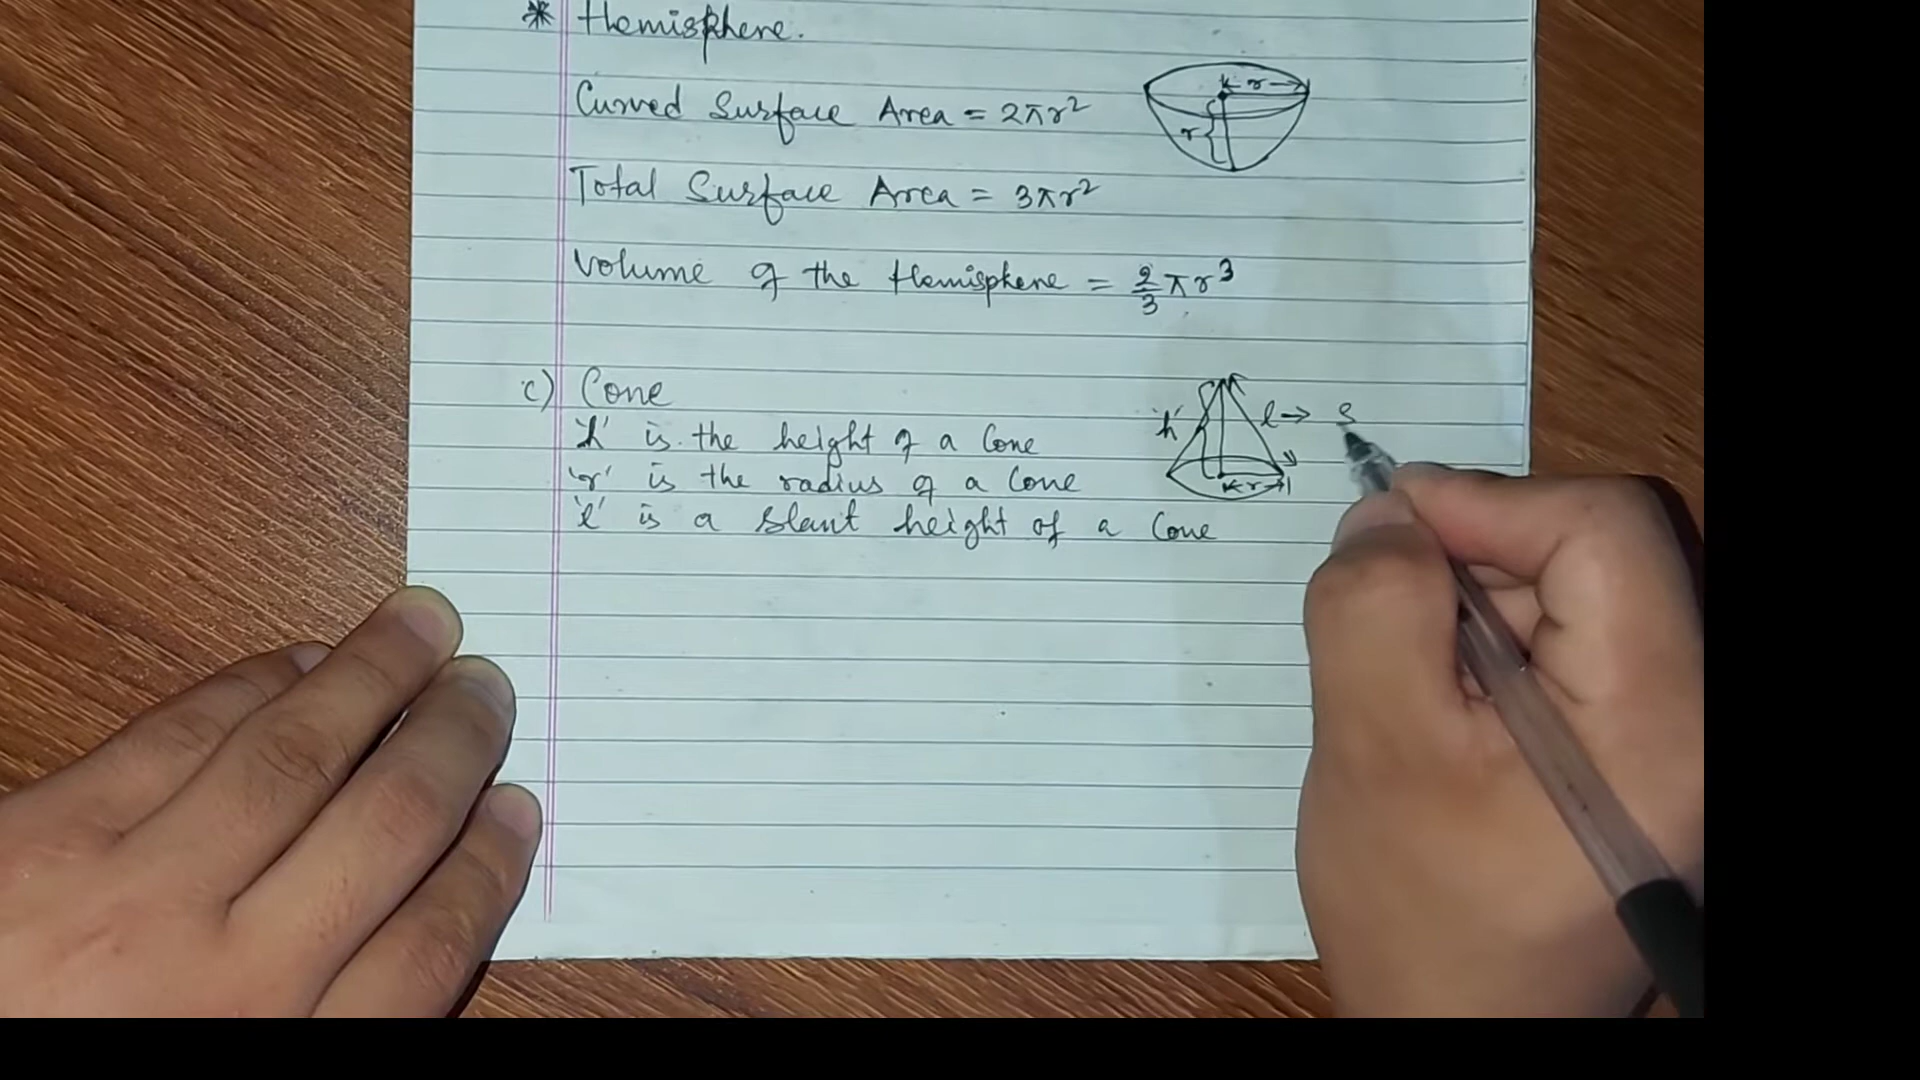 * Hemisphere.
Curved Surface Area = 2πr²
r
r
Total Surface Area = 3πr²
Volume of the Hemisphere = 2/3 πr³
c) Cone
'h' is the height of a Cone
'r' is the radius of a Cone
'l' is a slant height of a Cone
'h'
l → S
r